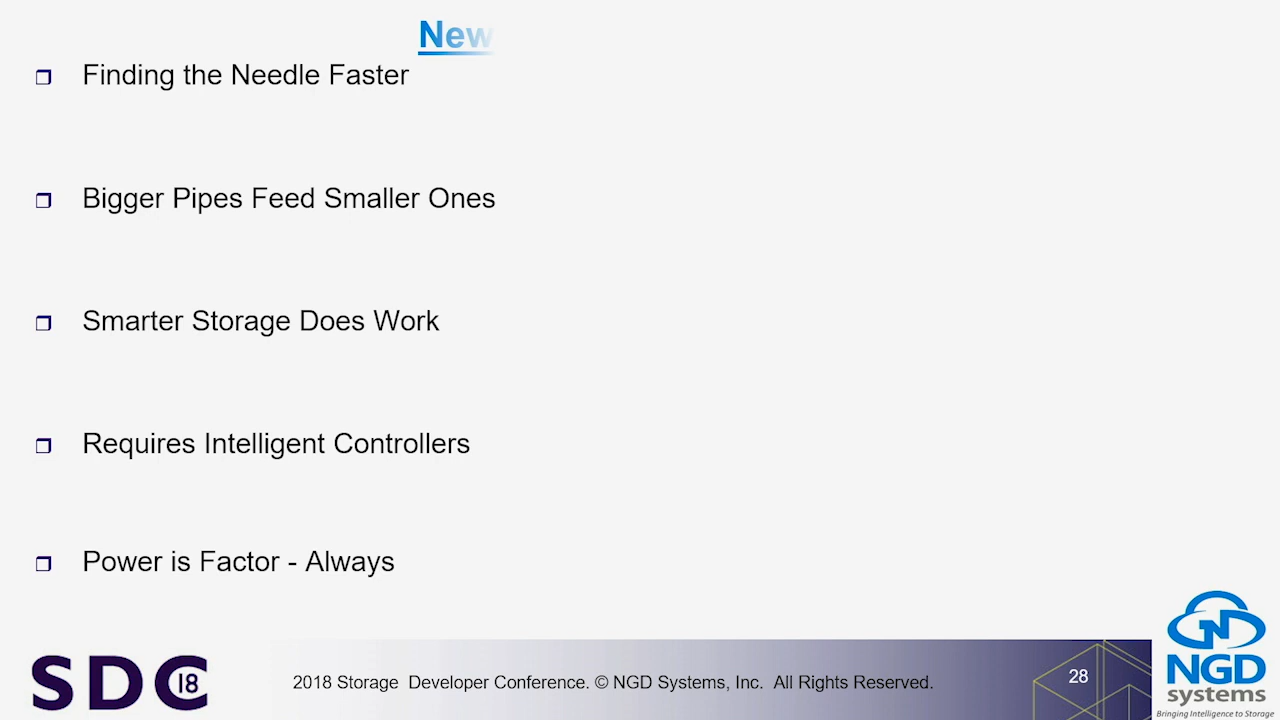 New
Finding the Needle Faster
Bigger Pipes Feed Smaller Ones
Smarter Storage Does Work
Requires Intelligent Controllers
Power is Factor - Always
SDC 18
2018 Storage Developer Conference. © NGD Systems, Inc. All Rights Reserved.
28
NGD
systems
Bringing Intelligence to Storage